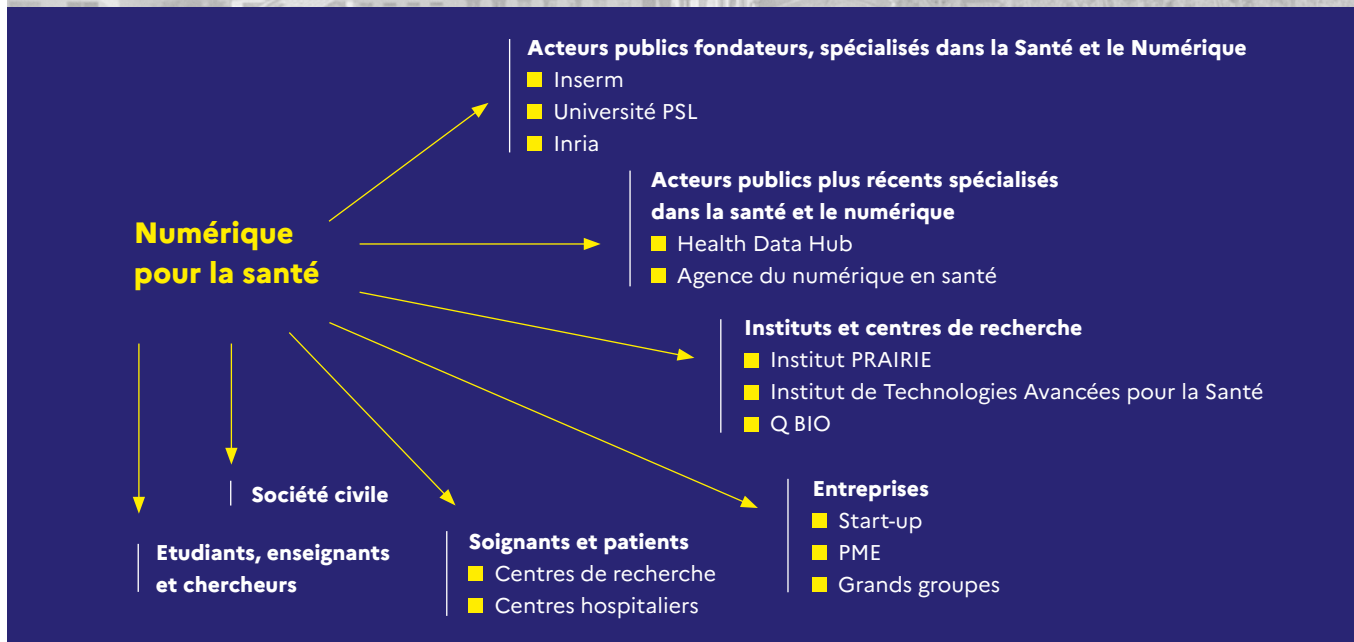 Acteurs publics fondateurs, spécialisés dans la Santé et le Numérique
Inserm
Université PSL
Inria
Acteurs publics plus récents spécialisés
dans la santé et le numérique
Health Data Hub
Agence du numérique en santé
Numérique
pour la santé
Instituts et centres de recherche
Institut PRAIRIE
Institut de Technologies Avancées pour la Santé
Q BIO
Entreprises
Start-up
PME
Grands groupes
Soignants et patients
Centres de recherche
Centres hospitaliers
Société civile
Etudiants, enseignants
et chercheurs